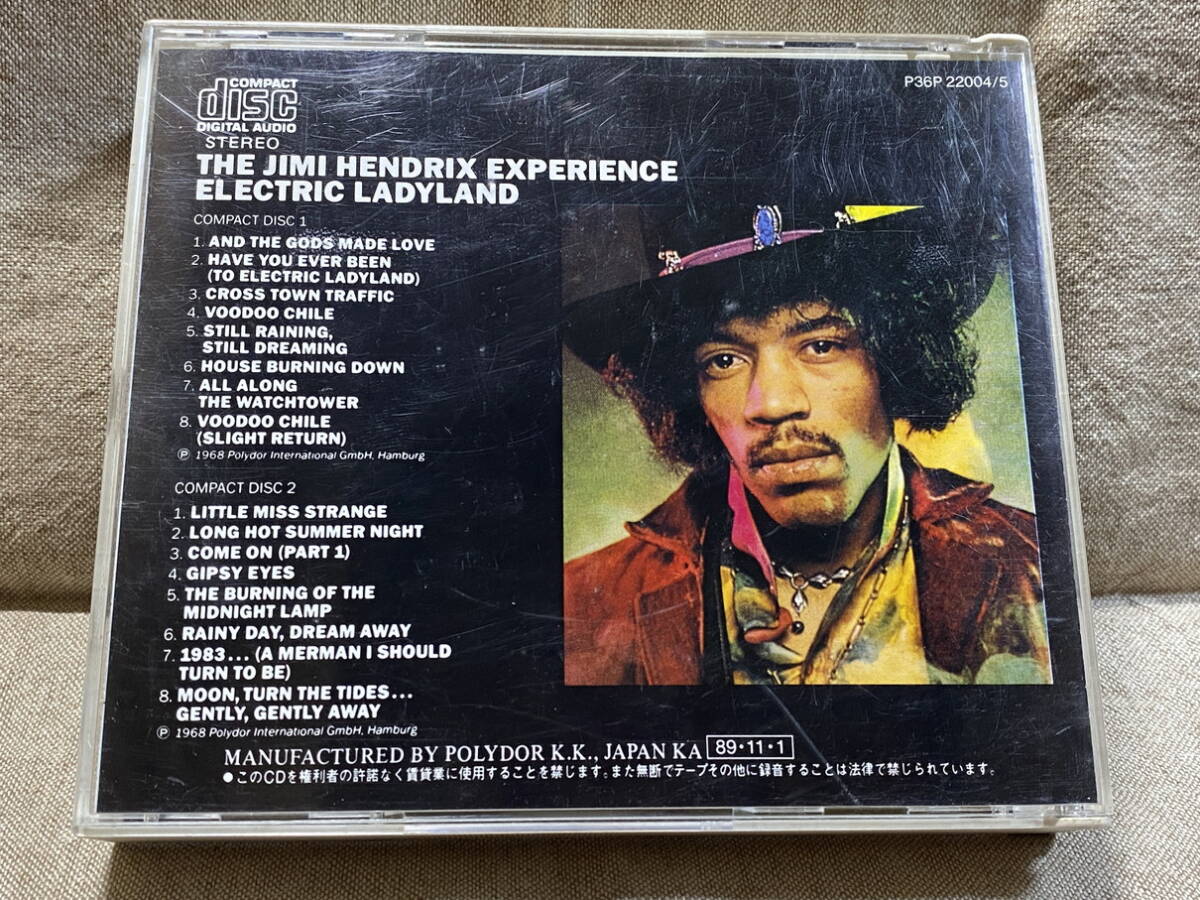 COMPACT
disc
DIGITAL AUDIO
STEREO
P36P 22004/5
THE JIMI HENDRIX EXPERIENCE
ELECTRIC LADYLAND
COMPACT DISC 1
1. AND THE GODS MADE LOVE
2. HAVE YOU EVER BEEN
(TO ELECTRIC LADYLAND)
3. CROSS TOWN TRAFFIC
4. VOODOO CHILE
5. STILL RAINING,
STILL DREAMING
6. HOUSE BURNING DOWN
7. ALL ALONG
THE WATCHTOWER
8. VOODOO CHILE
(SLIGHT RETURN)
℗ 1968 Polydor International GmbH, Hamburg
COMPACT DISC 2
1. LITTLE MISS STRANGE
2. LONG HOT SUMMER NIGHT
3. COME ON (PART 1)
4. GIPSY EYES
5. THE BURNING OF THE
MIDNIGHT LAMP
6. RAINY DAY, DREAM AWAY
7. 1983... (A MERMAN I SHOULD
TURN TO BE)
8. MOON, TURN THE TIDES...
GENTLY, GENTLY AWAY
℗ 1968 Polydor International GmbH, Hamburg
MANUFACTURED BY POLYDOR K.K., JAPAN KA 89・11・1
●このCDを権利者の許諾なく賃貸業に使用することを禁じます。また無断でテープその他に録音することは法律で禁じられています。